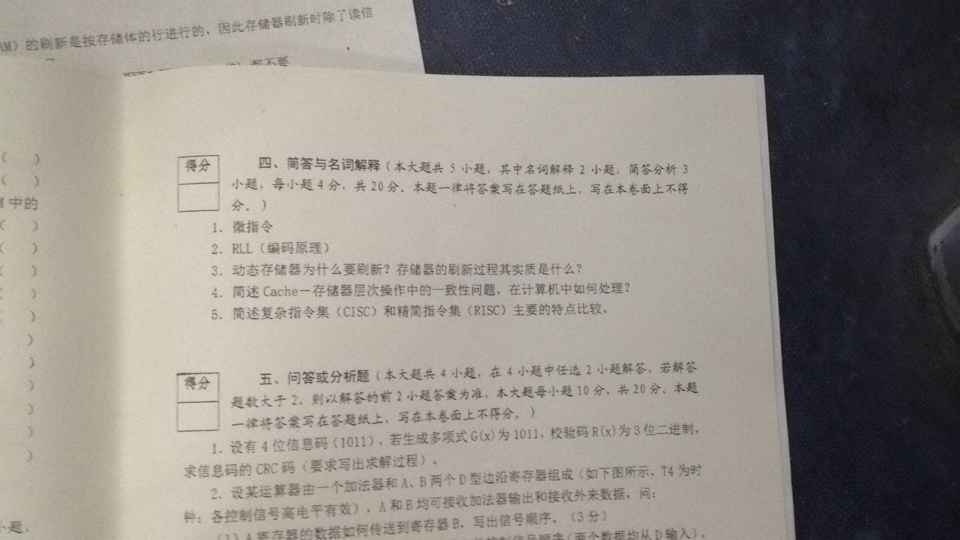 AM）的刷新是按存储体的行进行的，因此存储器刷新时除了读信
（ ）
（ ）
中的
（ ）
（ ）
（ ）
（ ）
（ ）
）
）
）
）
）
）
小题，
得分
四、简答与名词解释（本大题共 5 小题，其中名词解释 2 小题，简答分析 3
小题，每小题 4 分，共 20 分。本题一律将答案写在答题纸上，写在本卷面上不得
分。）
1．微指令
2．RLL（编码原理）
3．动态存储器为什么要刷新？存储器的刷新过程其实质是什么？
4．简述 Cache—存储器层次操作中的一致性问题，在计算机中如何处理？
5．简述复杂指令集（CISC）和精简指令集（RISC）主要的特点比较。
得分
五、问答或分析题（本大题共 4 小题，在 4 小题中任选 2 小题解答，若解答
题数大于 2，则以解答的前 2 小题答案为准，本大题每小题 10 分，共 20 分。本题
一律将答案写在答题纸上，写在本卷面上不得分。）
1．设有 4 位信息码（1011），若生成多项式 G(x)为 1011，校验码 R(x)为 3 位二进制，
求信息码的 CRC 码（要求写出求解过程）。
2．设某运算器由一个加法器和 A、B 两个 D 型边沿寄存器组成（如下图所示，T4 为时
钟；各控制信号高电平有效），A 和 B 均可接收加法器输出和接收外来数据，问：
（1）A 寄存器的数据如何传送到寄存器 B，写出信号顺序。（3 分）
控制信号顺序（两个数据均从 D 输入）。